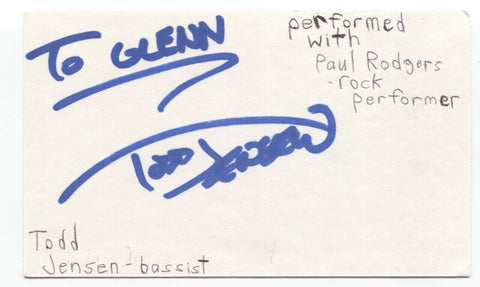 To GLENN
performed
with
Paul Rodgers
-rock
performer
TODD JENSEN
Todd
Jensen-bassist